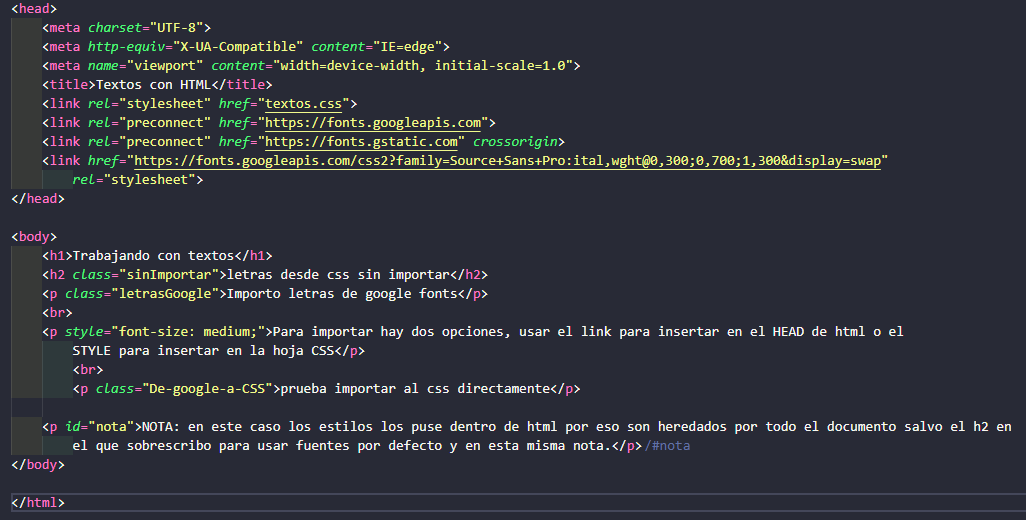 <head>
<meta charset="UTF-8">
<meta http-equiv="X-UA-Compatible" content="IE=edge">
<meta name="viewport" content="width=device-width, initial-scale=1.0">
<title>Textos con HTML</title>
<link rel="stylesheet" href="textos.css">
<link rel="preconnect" href="https://fonts.googleapis.com">
<link rel="preconnect" href="https://fonts.gstatic.com" crossorigin>
<link href="https://fonts.googleapis.com/css2?family=Source+Sans+Pro:ital,wght@0,300;0,700;1,300&display=swap"
rel="stylesheet">
</head>
<body>
<h1>Trabajando con textos</h1>
<h2 class="sinImportar">letras desde css sin importar</h2>
<p class="letrasGoogle">Importo letras de google fonts</p>
<br>
<p style="font-size: medium;">Para importar hay dos opciones, usar el link para insertar en el HEAD de html o el
STYLE para insertar en la hoja CSS</p>
<br>
<p class="De-google-a-CSS">prueba importar al css directamente</p>
<p id="nota">NOTA: en este caso los estilos los puse dentro de html por eso son heredados por todo el documento salvo el h2 en
el que sobrescribo para usar fuentes por defecto y en esta misma nota.</p>/#nota
</body>
</html>